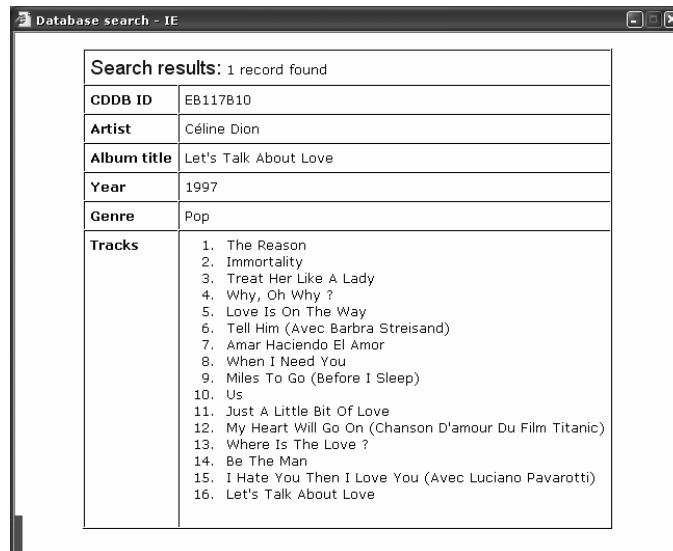 Database search - IE
Search results: 1 record found
CDDB ID EB117B10
Artist Céline Dion
Album title Let's Talk About Love
Year 1997
Genre Pop
Tracks 1. The Reason
2. Immortality
3. Treat Her Like A Lady
4. Why, Oh Why ?
5. Love Is On The Way
6. Tell Him (Avec Barbra Streisand)
7. Amar Haciendo El Amor
8. When I Need You
9. Miles To Go (Before I Sleep)
10. Us
11. Just A Little Bit Of Love
12. My Heart Will Go On (Chanson D'amour Du Film Titanic)
13. Where Is The Love ?
14. Be The Man
15. I Hate You Then I Love You (Avec Luciano Pavarotti)
16. Let's Talk About Love